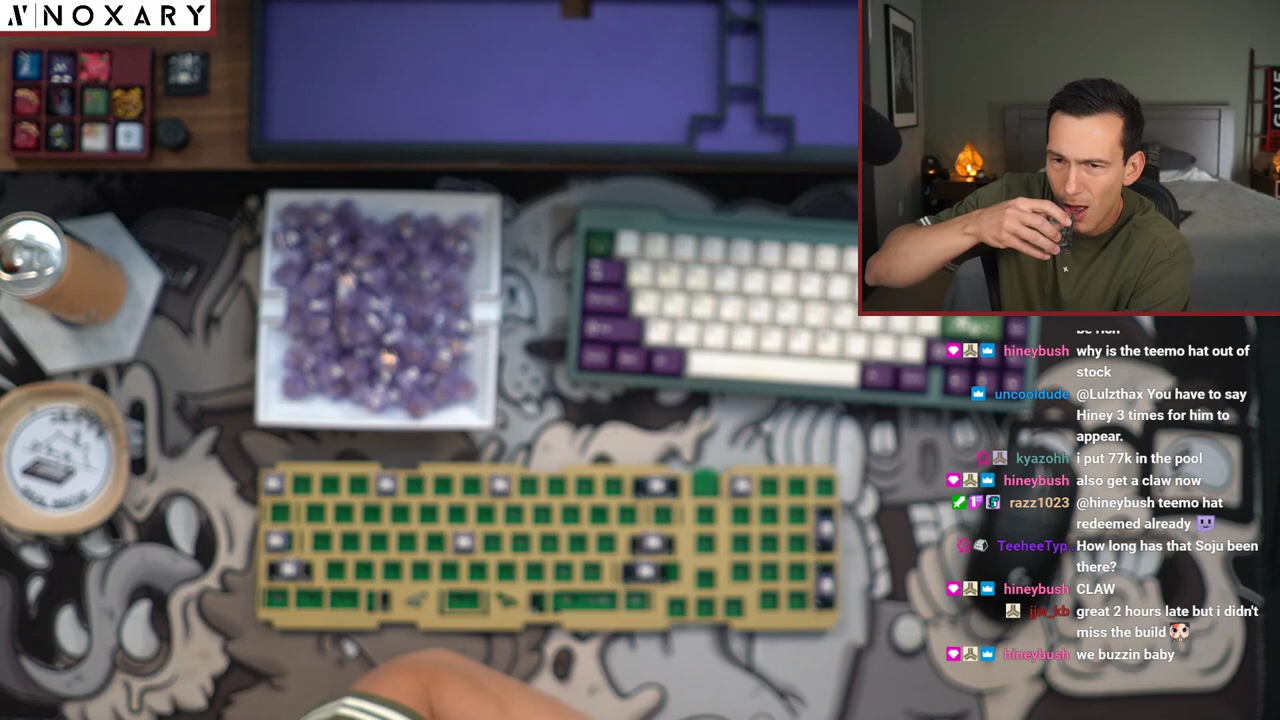 N | NOXARY
hineybush why is the teemo hat out of
stock
uncooldude @Lulzthax You have to say
Hiney 3 times for him to
appear.
kyazohh i put 77k in the pool
hineybush also get a claw now
razz1023 @hineybush teemo hat
redeemed already
TeeheeTyp... How long has that Soju been
there?
hineybush CLAW
jjw_kb great 2 hours late but i didn't
miss the build
hineybush we buzzin baby